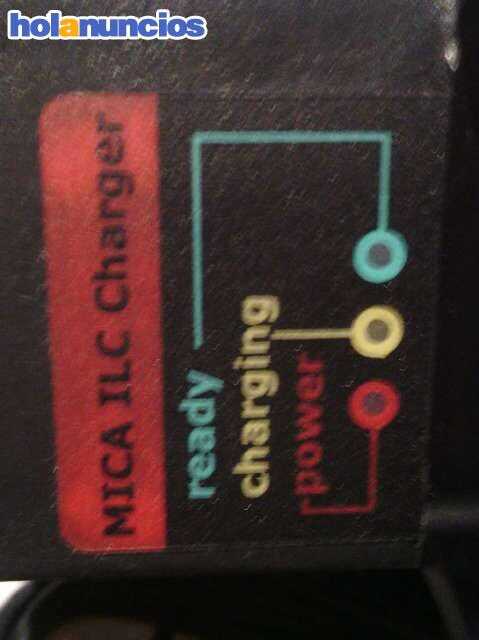 holanuncios
MICA ILC Charger
ready
charging
power